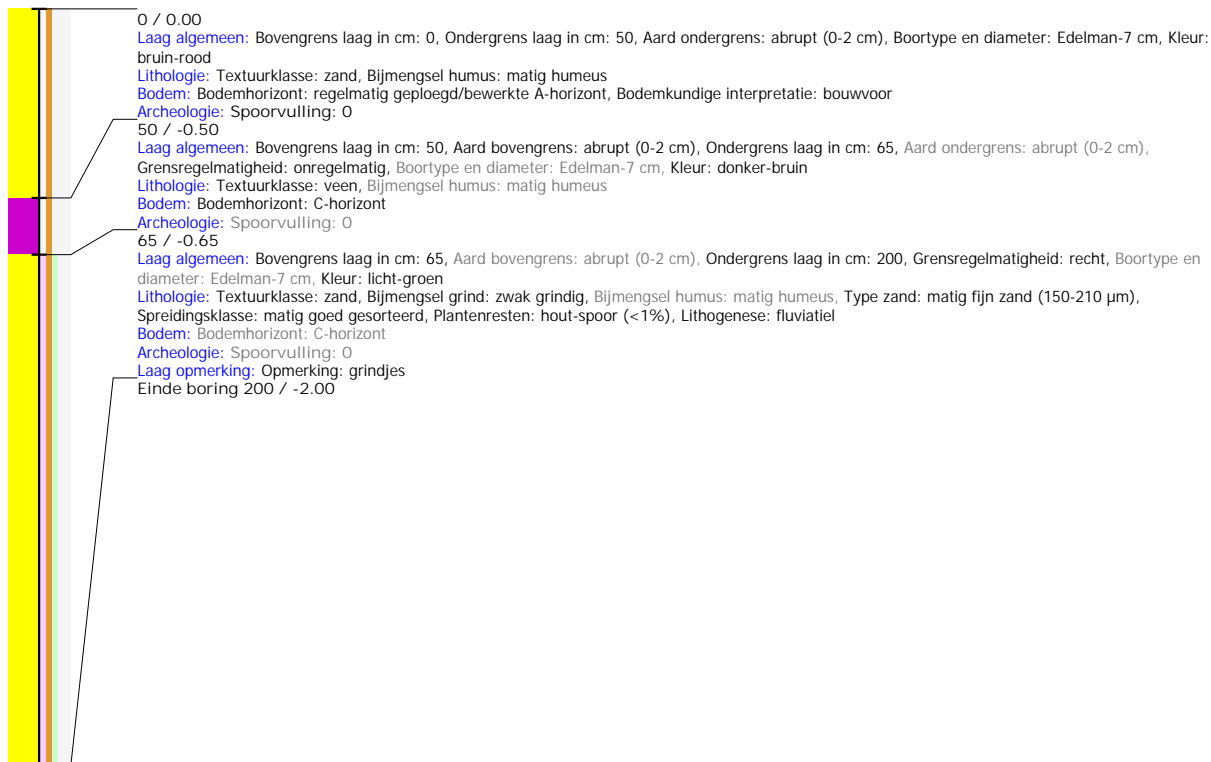 0 / 0.00
Laag algemeen: Bovengrens laag in cm: 0, Ondergrens laag in cm: 50, Aard ondergrens: abrupt (0-2 cm), Boortype en diameter: Edelman-7 cm, Kleur:
bruin-rood
Lithologie: Textuurklasse: zand, Bijmengsel humus: matig humeus
Bodem: Bodemhorizont: regelmatig geploegd/bewerkte A-horizont, Bodemkundige interpretatie: bouwvoor
Archeologie: Spoorvulling: 0
50 / -0.50
Laag algemeen: Bovengrens laag in cm: 50, Aard bovengrens: abrupt (0-2 cm), Ondergrens laag in cm: 65, Aard ondergrens: abrupt (0-2 cm),
Grensregelmatigheid: onregelmatig, Boortype en diameter: Edelman-7 cm, Kleur: donker-bruin
Lithologie: Textuurklasse: veen, Bijmengsel humus: matig humeus
Bodem: Bodemhorizont: C-horizont
Archeologie: Spoorvulling: 0
65 / -0.65
Laag algemeen: Bovengrens laag in cm: 65, Aard bovengrens: abrupt (0-2 cm), Ondergrens laag in cm: 200, Grensregelmatigheid: recht, Boortype en
diameter: Edelman-7 cm, Kleur: licht-groen
Lithologie: Textuurklasse: zand, Bijmengsel grind: zwak grindig, Bijmengsel humus: matig humeus, Type zand: matig fijn zand (150-210 µm),
Spreidingsklasse: matig goed gesorteerd, Plantenresten: hout-spoor (<1%), Lithogenese: fluviatiel
Bodem: Bodemhorizont: C-horizont
Archeologie: Spoorvulling: 0
Laag opmerking: Opmerking: grindjes
Einde boring 200 / -2.00